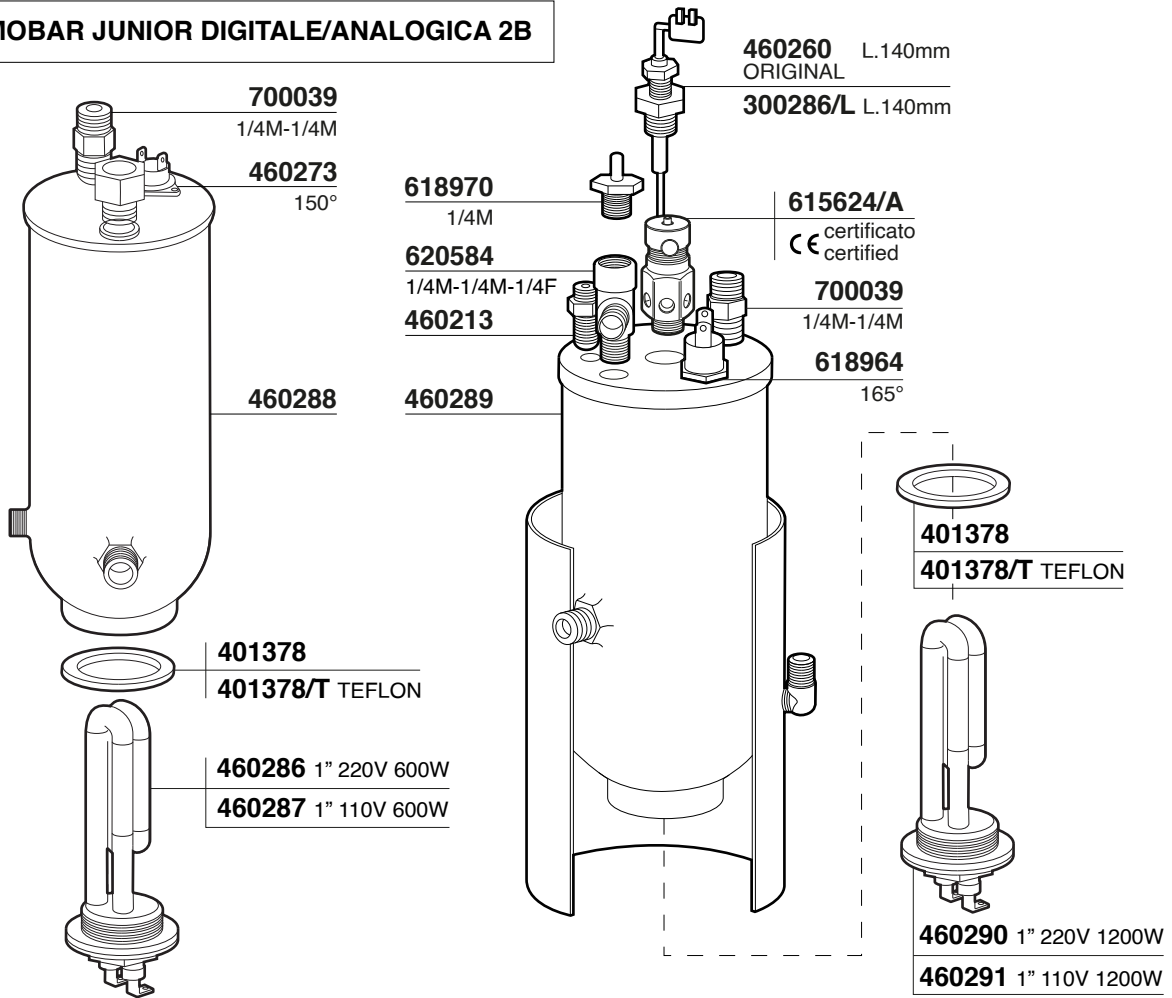 MOBAR JUNIOR DIGITALE/ANALOGICA 2B
700039
1/4M-1/4M
460273
150°
460288
401378
401378/T TEFLON
460286 1” 220V 600W
460287 1” 110V 600W
460260 L.140mm
ORIGINAL
300286/L L.140mm
618970
1/4M
620584
1/4M-1/4M-1/4F
460213
460289
615624/A
CE certificato
certified
700039
1/4M-1/4M
618964
165°
401378
401378/T TEFLON
460290 1” 220V 1200W
460291 1” 110V 1200W